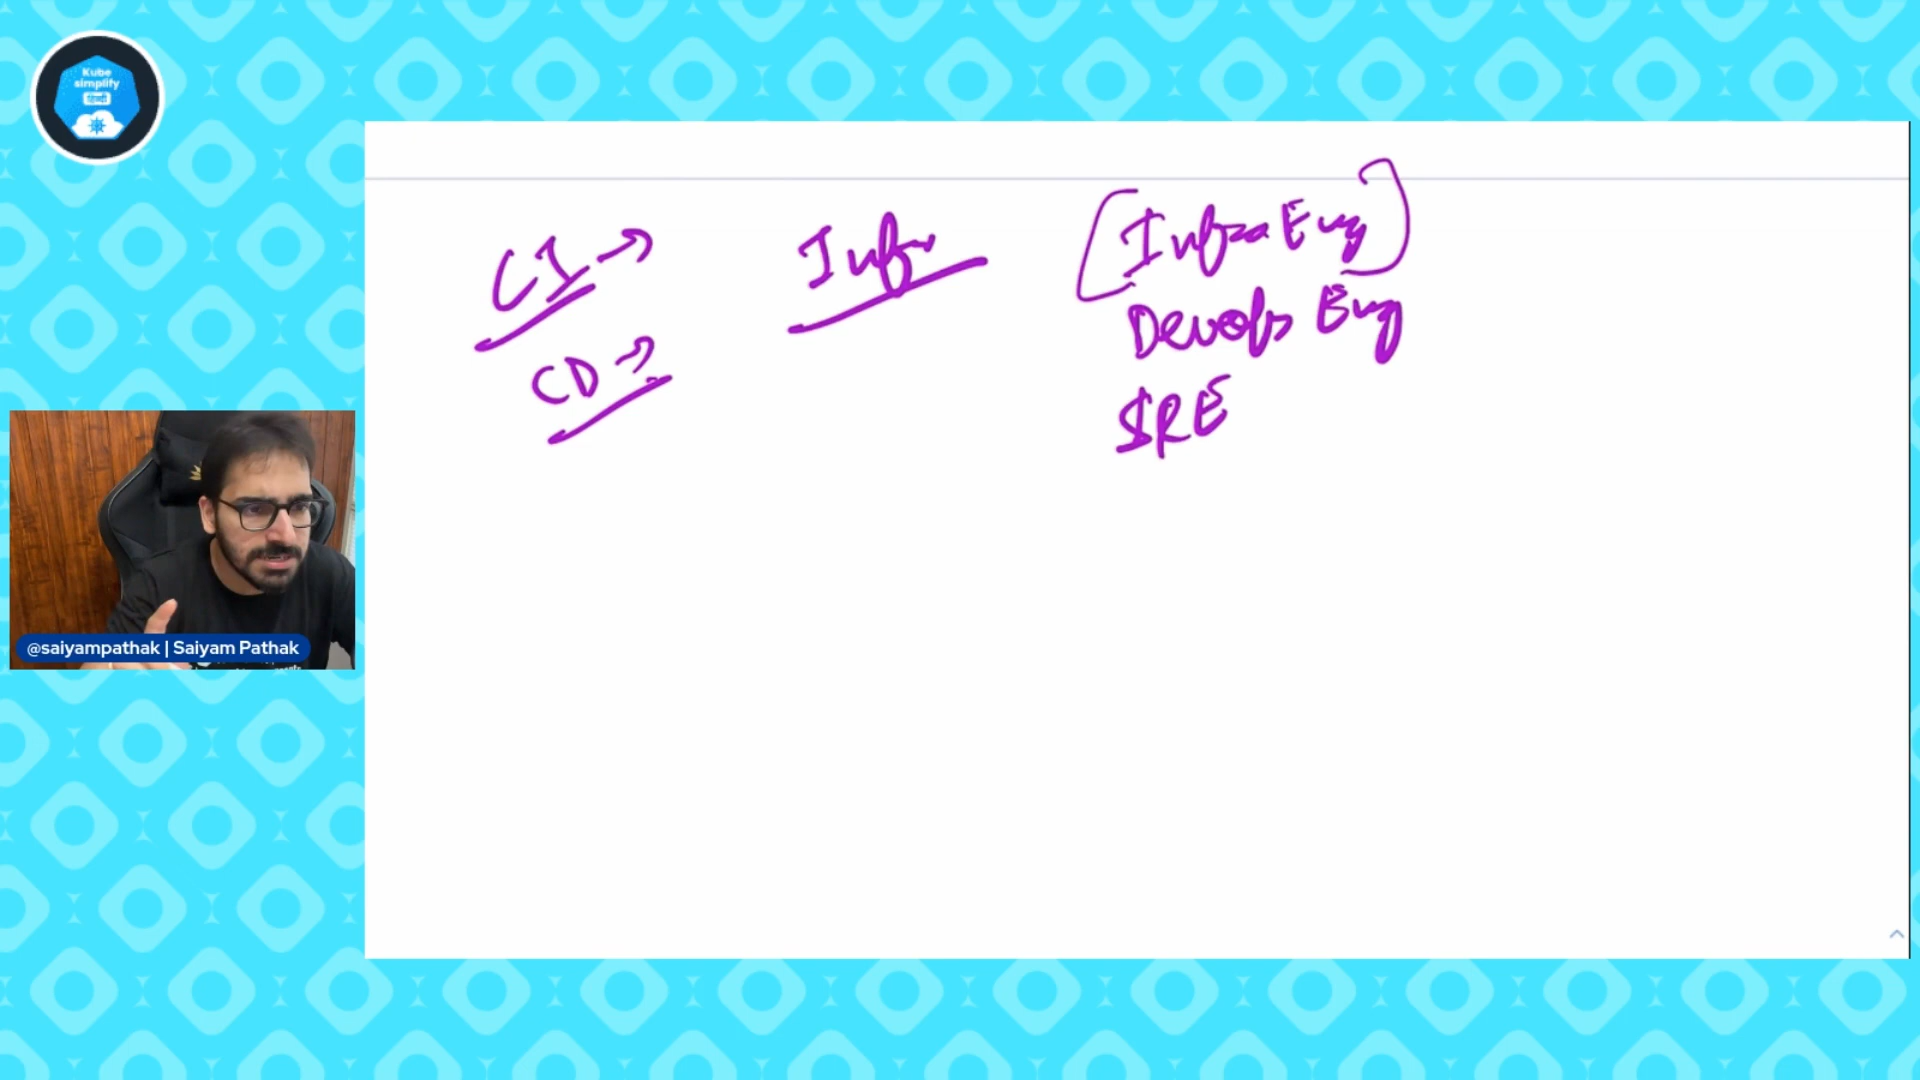 Kube
simplify
हिन्दी
CI →
CD →
Infra
[Infra Eng]
Devops Eng
SRE
@saiyampathak | Saiyam Pathak